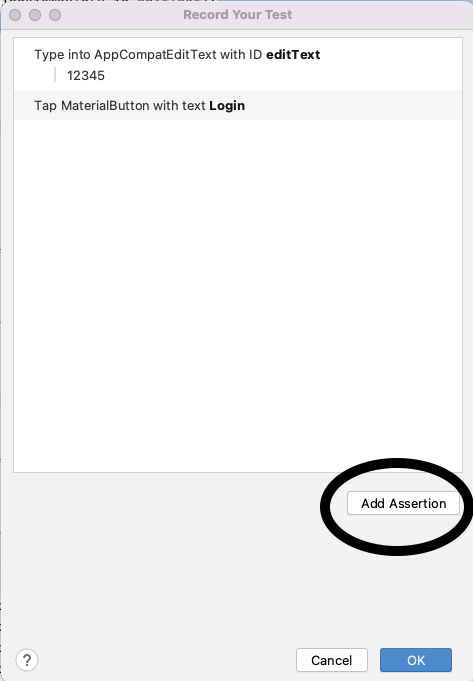 Record Your Test
Type into AppCompatEditText with ID editText
12345
Tap MaterialButton with text Login
Add Assertion
?
Cancel
OK